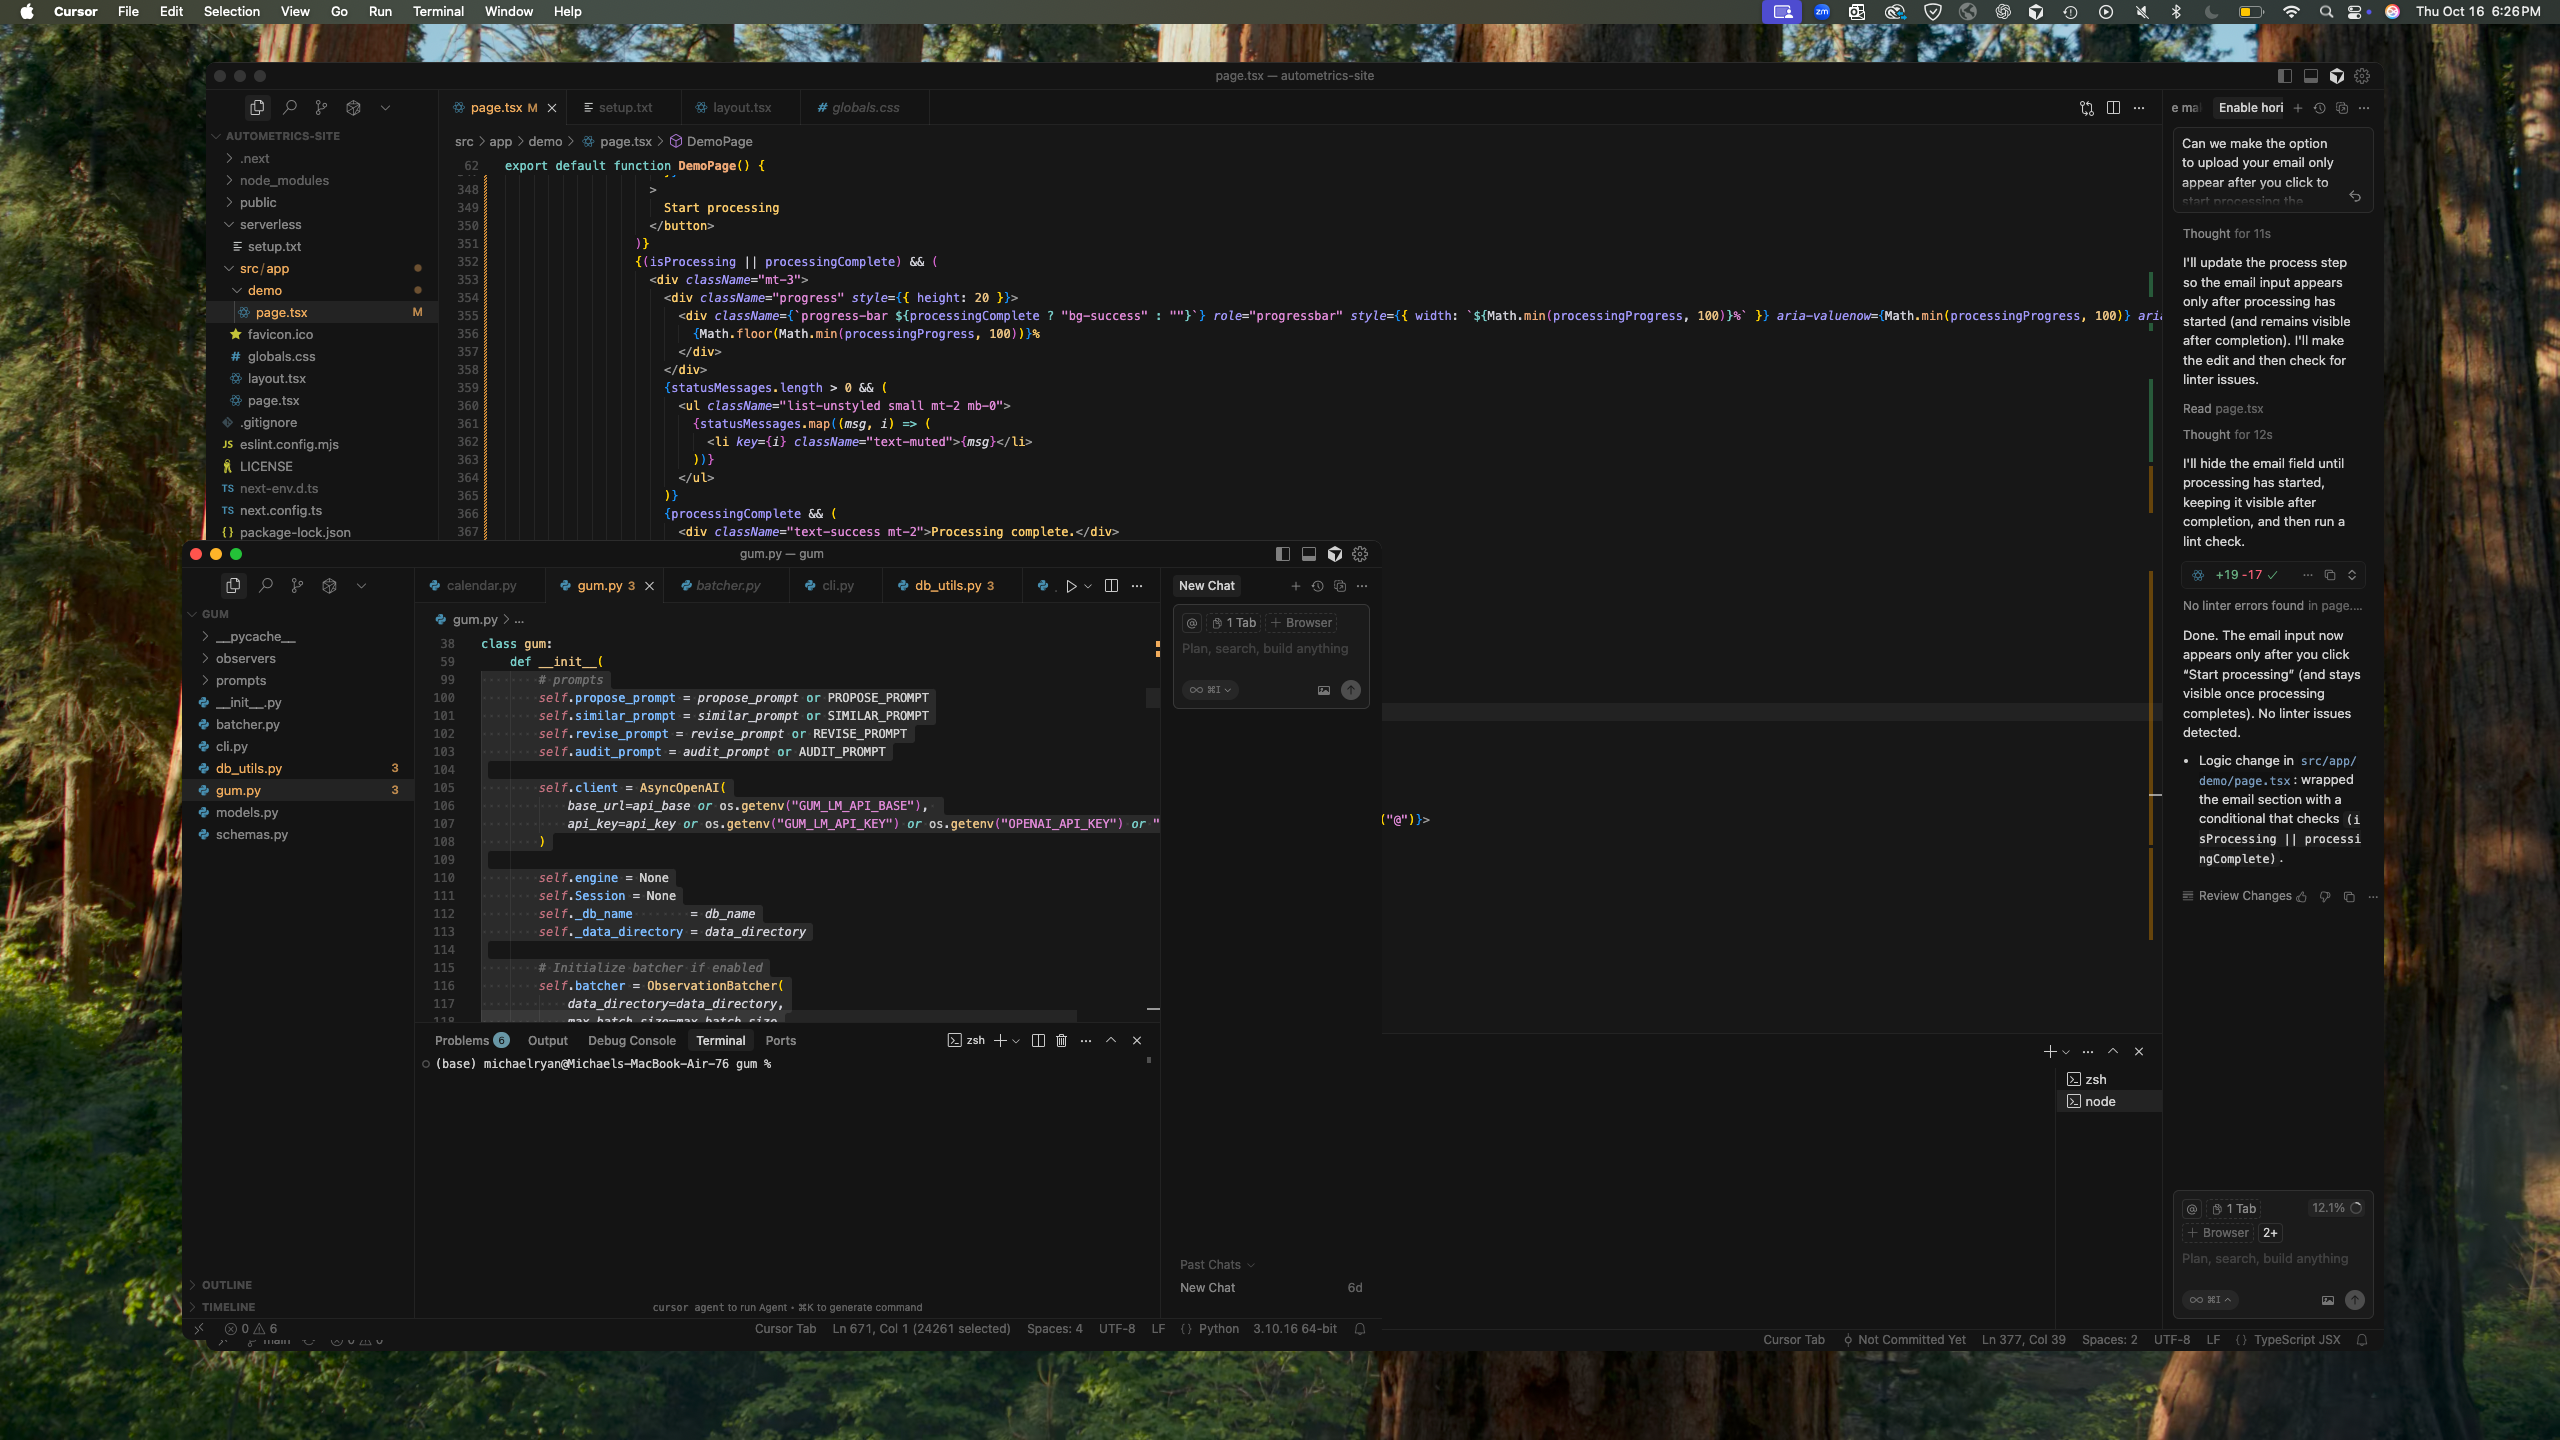 Cursor File Edit Selection View Go Run Terminal Window Help
zm
Thu Oct 16 6:26 PM
page.tsx — autometrics-site
page.tsx M
setup.txt
layout.tsx
globals.css
AUTOMETRICS-SITE
.next
node_modules
public
serverless
setup.txt
src/app
demo
page.tsx M
favicon.ico
globals.css
layout.tsx
page.tsx
.gitignore
eslint.config.mjs
LICENSE
next-env.d.ts
next.config.ts
package-lock.json
src > app > demo > page.tsx > DemoPage
62 export default function DemoPage() {
348 >
349 Start processing
350 </button>
351 )}
352 {(isProcessing || processingComplete) && (
353 <div className="mt-3">
354 <div className="progress" style={{ height: 20 }}>
355 <div className={`progress-bar ${processingComplete ? "bg-success" : ""}`} role="progressbar" style={{ width: `${Math.min(processingProgress, 100)}%` }} aria-valuenow={Math.min(processingProgress, 100)} aria
356 {Math.floor(Math.min(processingProgress, 100))}%
357 </div>
358 </div>
359 {statusMessages.length > 0 && (
360 <ul className="list-unstyled small mt-2 mb-0">
361 {statusMessages.map((msg, i) => (
362 <li key={i} className="text-muted">{msg}</li>
363 ))}
364 </ul>
365 )}
366 {processingComplete && (
367 <div className="text-success mt-2">Processing complete.</div>
("@")}>
zsh
node
Cursor Tab Not Committed Yet Ln 377, Col 39 Spaces: 2 UTF-8 LF {} TypeScript JSX
e mai Enable hori
Can we make the option
to upload your email only
appear after you click to
start processing the
Thought for 11s
I'll update the process step
so the email input appears
only after processing has
started (and remains visible
after completion). I'll make
the edit and then check for
linter issues.
Read page.tsx
Thought for 12s
I'll hide the email field until
processing has started,
keeping it visible after
completion, and then run a
lint check.
+19 -17
No linter errors found in page....
Done. The email input now
appears only after you click
“Start processing” (and stays
visible once processing
completes). No linter issues
detected.
• Logic change in src/app/
demo/page.tsx: wrapped
the email section with a
conditional that checks (i
sProcessing || processi
ngComplete).
Review Changes
@ 1 Tab 12.1%
Browser 2+
Plan, search, build anything
⌘I
gum.py — gum
calendar.py
gum.py 3
batcher.py
cli.py
db_utils.py 3
GUM
__pycache__
observers
prompts
__init__.py
batcher.py
cli.py
db_utils.py 3
gum.py 3
models.py
schemas.py
OUTLINE
TIMELINE
gum.py > ...
38 class gum:
59 def __init__(
99 # prompts
100 self.propose_prompt = propose_prompt or PROPOSE_PROMPT
101 self.similar_prompt = similar_prompt or SIMILAR_PROMPT
102 self.revise_prompt = revise_prompt or REVISE_PROMPT
103 self.audit_prompt = audit_prompt or AUDIT_PROMPT
104
105 self.client = AsyncOpenAI(
106 base_url=api_base or os.getenv("GUM_LM_API_BASE"),
107 api_key=api_key or os.getenv("GUM_LM_API_KEY") or os.getenv("OPENAI_API_KEY") or "
108 )
109
110 self.engine = None
111 self.Session = None
112 self._db_name = db_name
113 self._data_directory = data_directory
114
115 # Initialize batcher if enabled
116 self.batcher = ObservationBatcher(
117 data_directory=data_directory,
118 max_batch_size=max_batch_size
Problems 6 Output Debug Console Terminal Ports
zsh
(base) michaelryan@Michaels-MacBook-Air-76 gum %
cursor agent to run Agent • ⌘K to generate command
0 6
Cursor Tab Ln 671, Col 1 (24261 selected) Spaces: 4 UTF-8 LF {} Python 3.10.16 64-bit
New Chat
@ 1 Tab Browser
Plan, search, build anything
⌘I
Past Chats
New Chat 6d
main